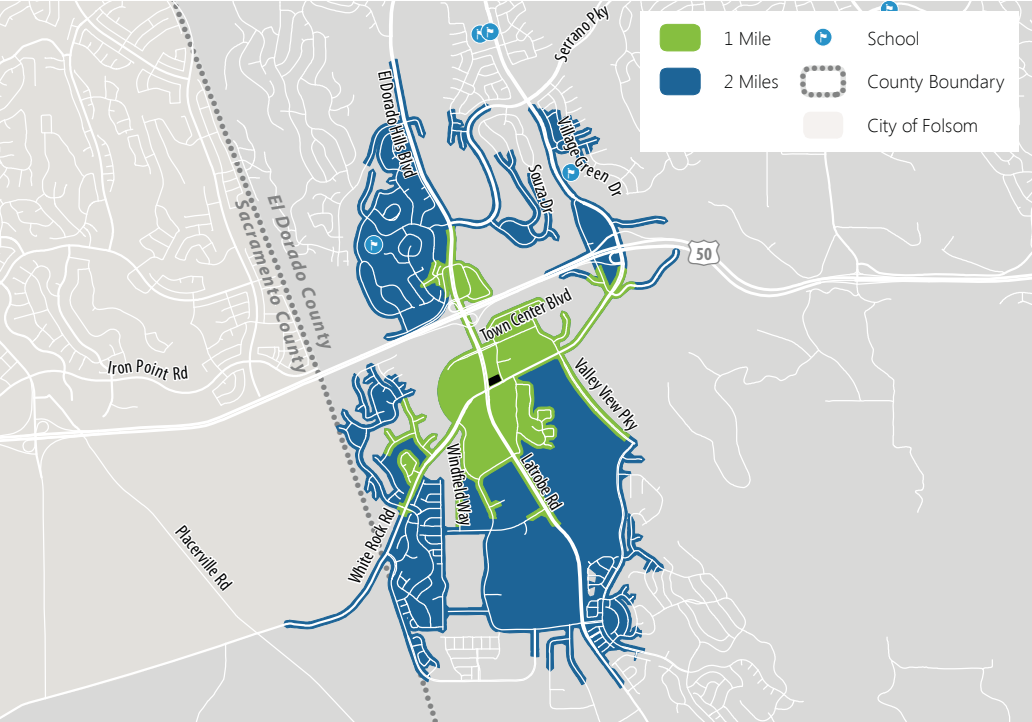 Serrano Pky
1 Mile
School
2 Miles
County Boundary
City of Folsom
El Dorado Hills Blvd
Village Green Dr
Souza Dr
El Dorado County
Sacramento County
50
Town Center Blvd
Iron Point Rd
Valley View Pky
Windfield Way
Latrobe Rd
White Rock Rd
Placerville Rd